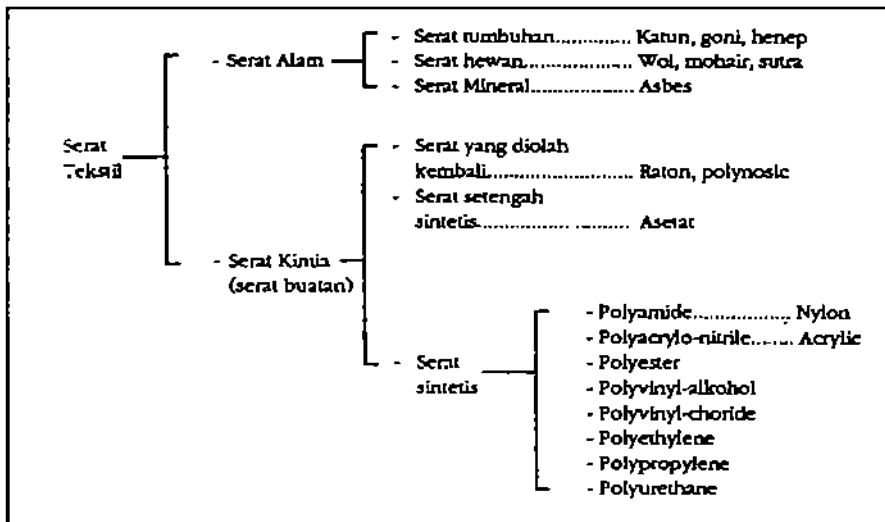 - Serat tumbuhan.............. Katun, goni, henep
- Serat Alam - Serat hewan................ Wol, mohair, sutra
- Serat Mineral................ Asbes
Serat
Tekstil
- Serat yang diolah
kembali........................ Raton, polynosic
- Serat setengah
sintetis.......................... Asetat
- Serat Kimia
(serat buatan)
- Polyamide.............. Nylon
- Polyacrylo-nitrile....... Acrylic
- Serat - Polyester
sintetis - Polyvinyl-alkohol
- Polyvinyl-choride
- Polyethylene
- Polypropylene
- Polyurethane